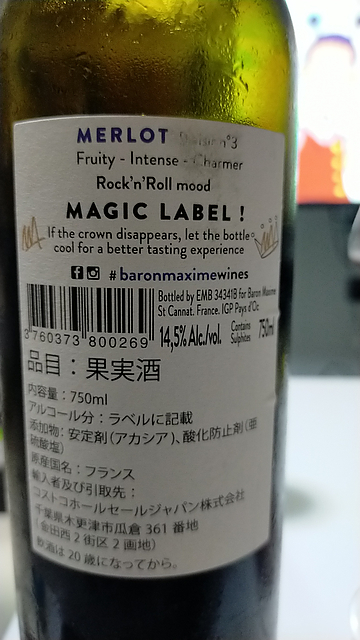 MERLOT n°3
Fruity - Intense - Charmer
Rock'n'Roll mood
MAGIC LABEL !
If the crown disappears, let the bottle
cool for a better tasting experience
#baronmaximewines
Bottled by EMB 34341B for Baron Maxime
St Cannat. France. IGP Pays d'Oc
14,5% Alc./vol.
Contains
Sulphites
750ml
3 760373 800269
品目：果実酒
内容量：750ml
アルコール分：ラベルに記載
添加物：安定剤(アカシア)、酸化防止剤(亜
硫酸塩)
原産国名：フランス
輸入者及び引取先：
コストコホールセールジャパン株式会社
千葉県木更津市瓜倉 361 番地
(金田西 2 街区 2 画地)
飲酒は 20 歳になってから。